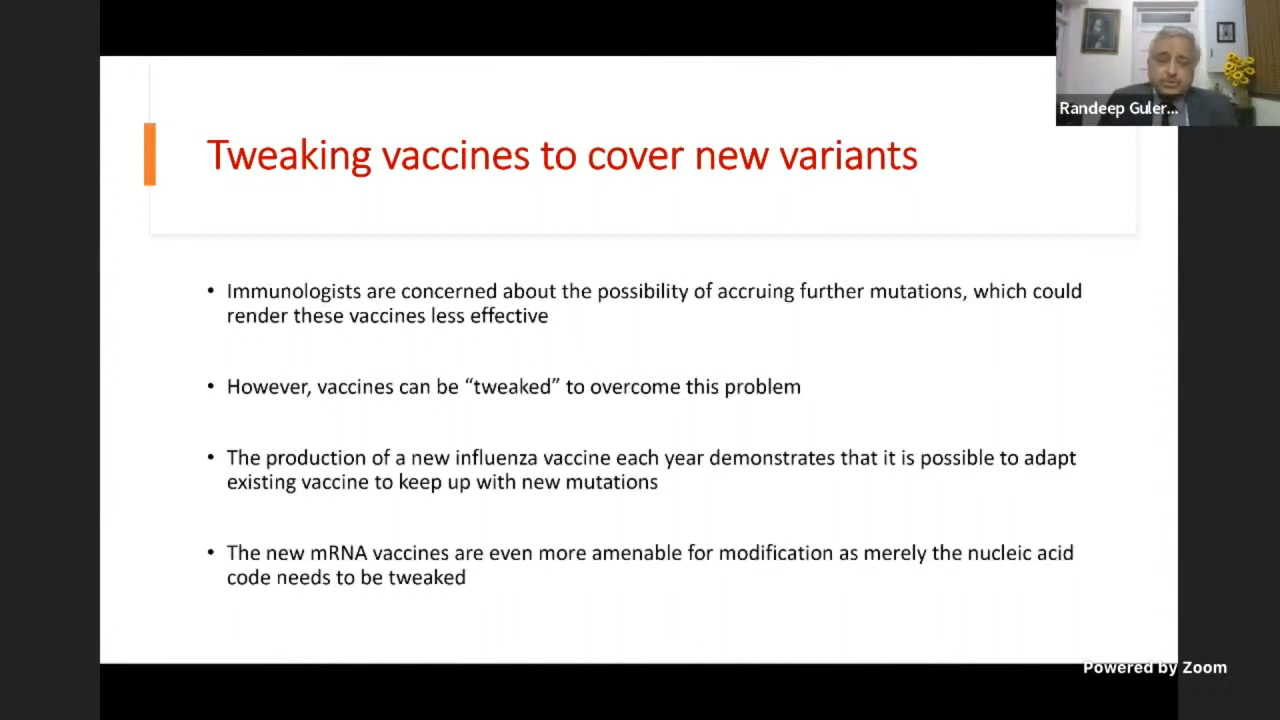 Randeep Guler...
Tweaking vaccines to cover new variants
• Immunologists are concerned about the possibility of accruing further mutations, which could
render these vaccines less effective
• However, vaccines can be “tweaked” to overcome this problem
• The production of a new influenza vaccine each year demonstrates that it is possible to adapt
existing vaccine to keep up with new mutations
• The new mRNA vaccines are even more amenable for modification as merely the nucleic acid
code needs to be tweaked
Powered by Zoom